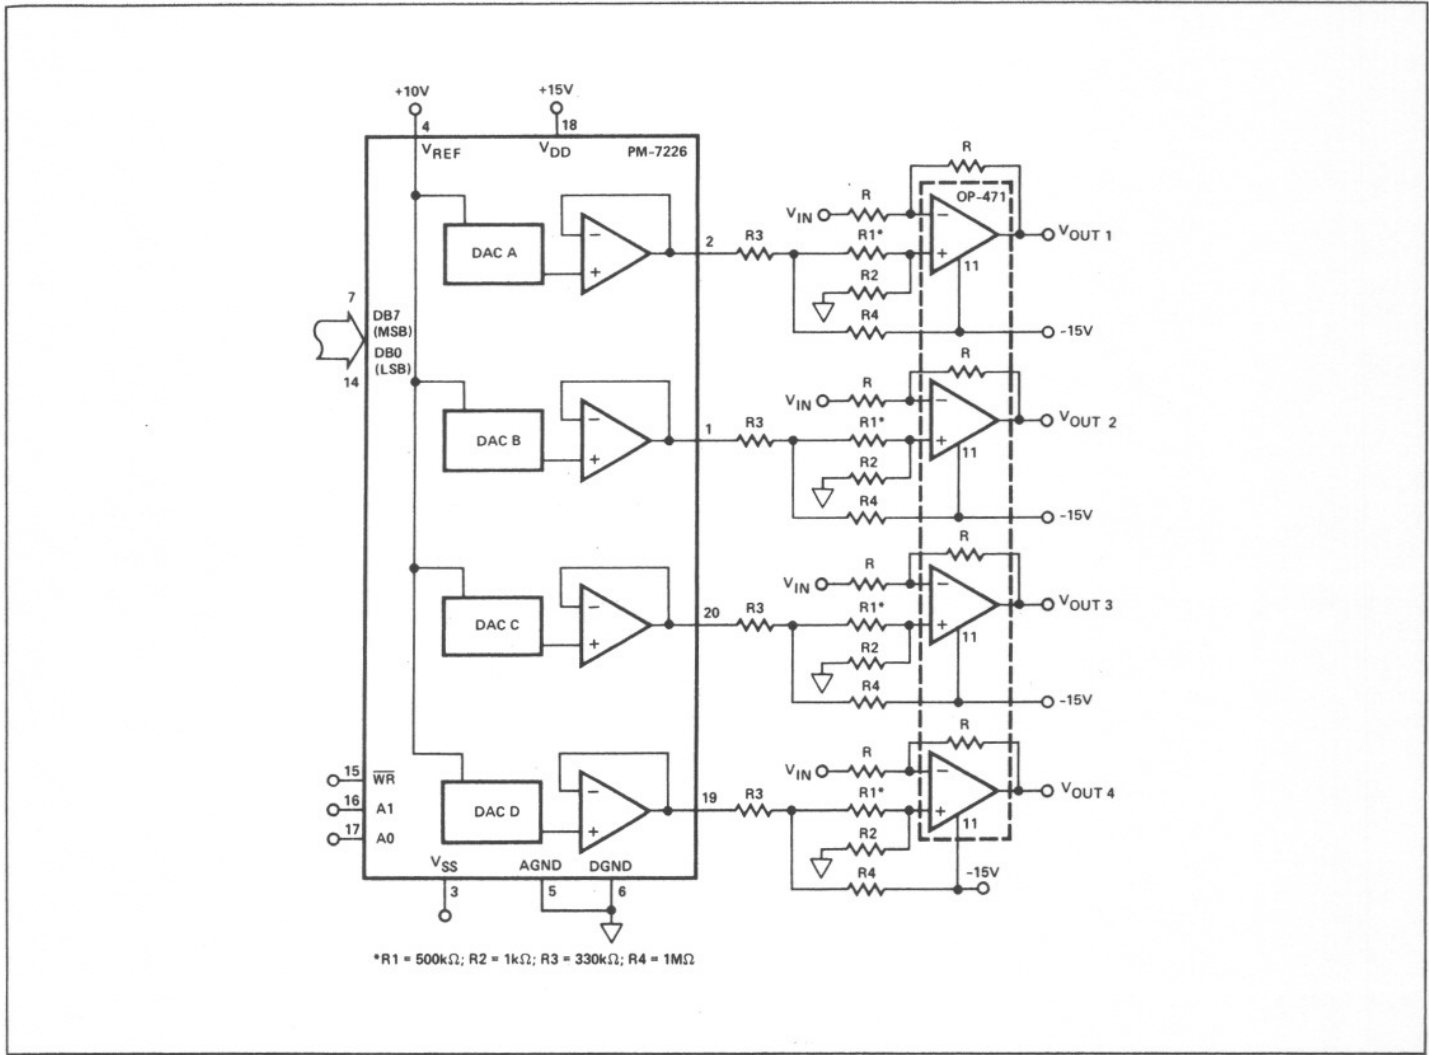 +10V
+15V
4
18
VREF
VDD
PM-7226
DAC A
2
R3
VIN
R
R
OP-471
R1*
R2
R4
−
+
−
+
11
VOUT 1
-15V
7
DB7
(MSB)
DB0
(LSB)
14
DAC B
1
R3
VIN
R
R
R1*
R2
R4
−
+
−
+
11
VOUT 2
-15V
DAC C
20
R3
VIN
R
R
R1*
R2
R4
−
+
−
+
11
VOUT 3
-15V
DAC D
19
R3
VIN
R
R
R1*
R2
R4
−
+
−
+
11
VOUT 4
-15V
15
WR
16
A1
17
A0
VSS
AGND
DGND
3
5
6
*R1 = 500kΩ; R2 = 1kΩ; R3 = 330kΩ; R4 = 1MΩ